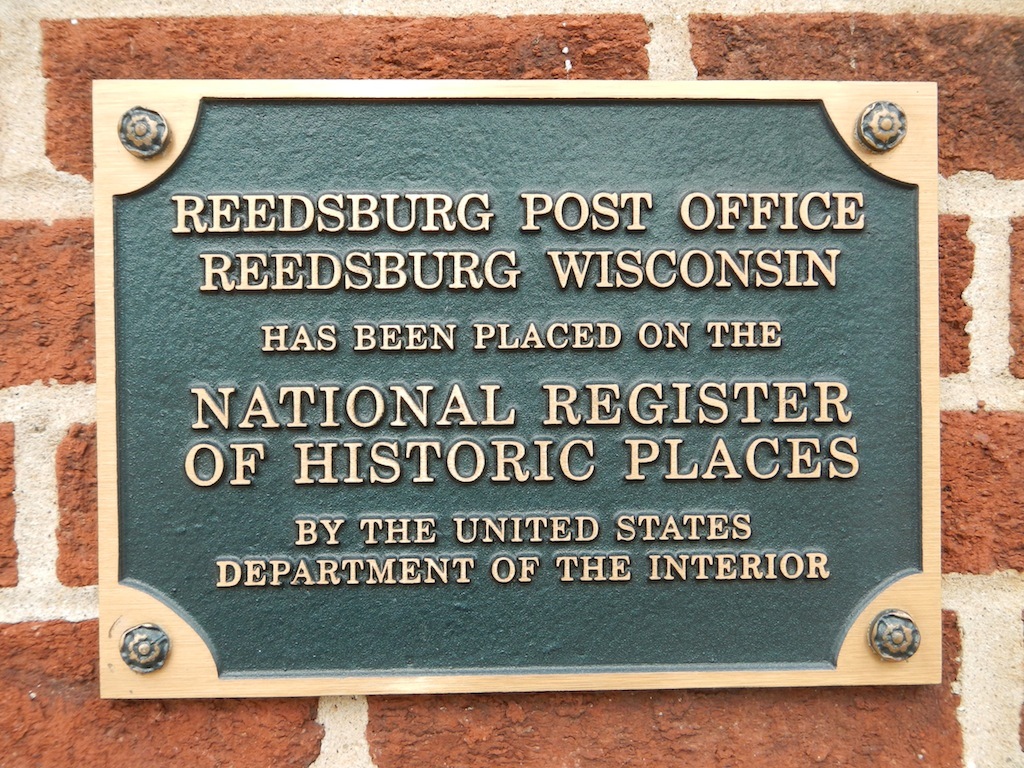 REEDSBURG POST OFFICE
REEDSBURG WISCONSIN
HAS BEEN PLACED ON THE
NATIONAL REGISTER
OF HISTORIC PLACES
BY THE UNITED STATES
DEPARTMENT OF THE INTERIOR